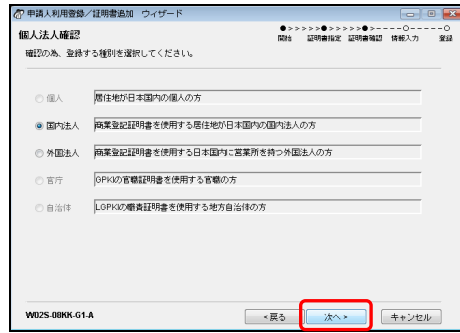 申請人利用登録／証明書追加　ウィザード
個人法人確認
●>>>>>●>>>>>●>----○----○
開始 証明書指定 証明書確認 情報入力 登録
確認の為、登録する種別を選択してください。
個人 居住地が日本国内の個人の方
国内法人 商業登記証明書を使用する居住地が日本国内の国内法人の方
外国法人 商業登記証明書を使用する日本国内に営業所を持つ外国法人の方
官庁 GPKIの官職証明書を使用する官職の方
自治体 LGPKIの職責証明書を使用する地方自治体の方
WD2S-08KK-G1-A
<戻る 次へ> キャンセル